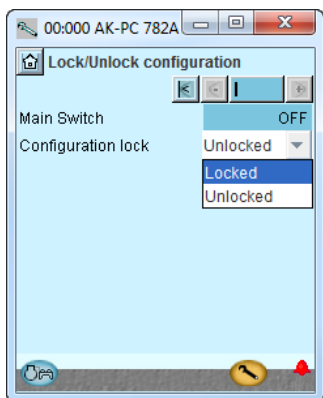 00:000 AK-PC 782A
Lock/Unlock configuration
Main Switch OFF
Configuration lock Unlocked
Locked
Unlocked